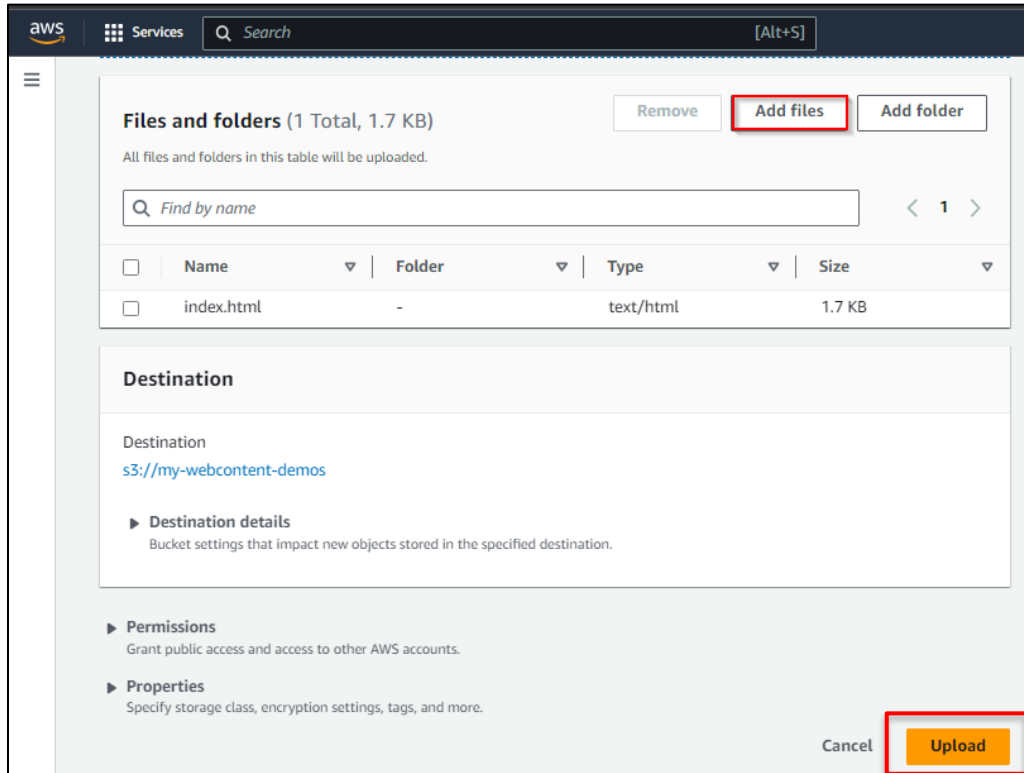 aws Services Search [Alt+S]
Files and folders (1 Total, 1.7 KB) Remove Add files Add folder
All files and folders in this table will be uploaded.
Find by name 1
Name Folder Type Size
index.html - text/html 1.7 KB
Destination
Destination
s3://my-webcontent-demos
Destination details
Bucket settings that impact new objects stored in the specified destination.
Permissions
Grant public access and access to other AWS accounts.
Properties
Specify storage class, encryption settings, tags, and more.
Cancel Upload